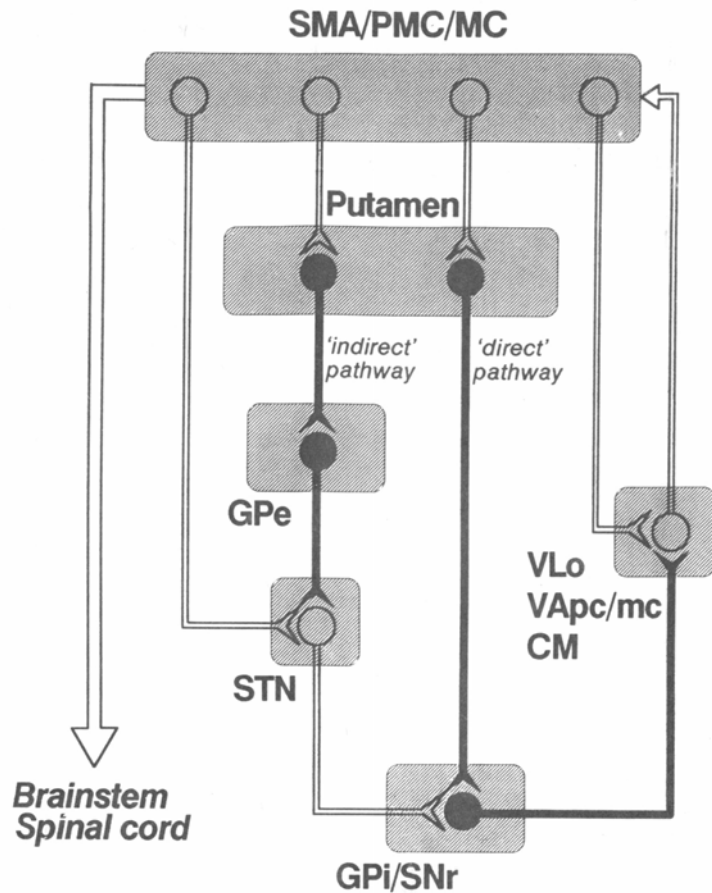 SMA/PMC/MC
Putamen
'indirect'
pathway
'direct'
pathway
GPe
VLo
VApc/mc
CM
STN
Brainstem
Spinal cord
GPi/SNr